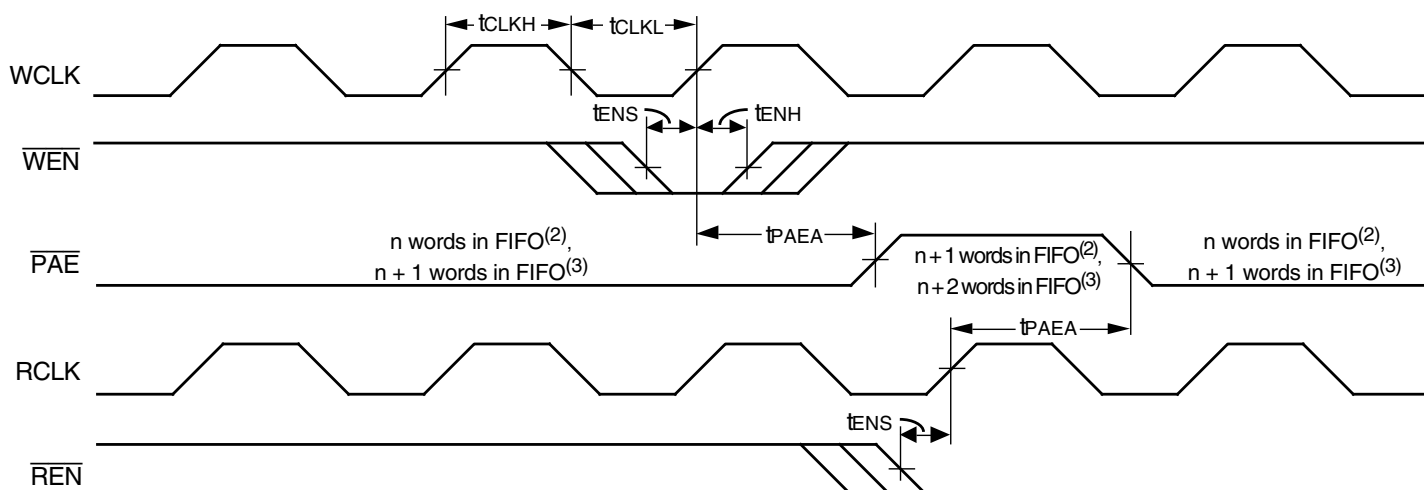 tCLKH
tCLKL
WCLK
tENS
tENH
WEN
tPAEA
PAE
n words in FIFO(2),
n + 1 words in FIFO(3)
n + 1 words in FIFO(2),
n + 2 words in FIFO(3)
n words in FIFO(2),
n + 1 words in FIFO(3)
tPAEA
RCLK
tENS
REN